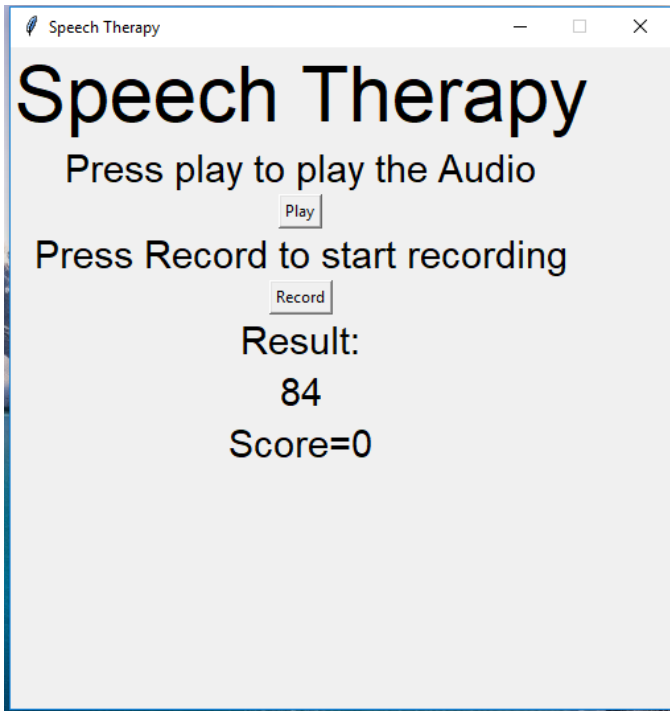 Speech Therapy
Speech Therapy
Press play to play the Audio
Play
Press Record to start recording
Record
Result:
84
Score=0